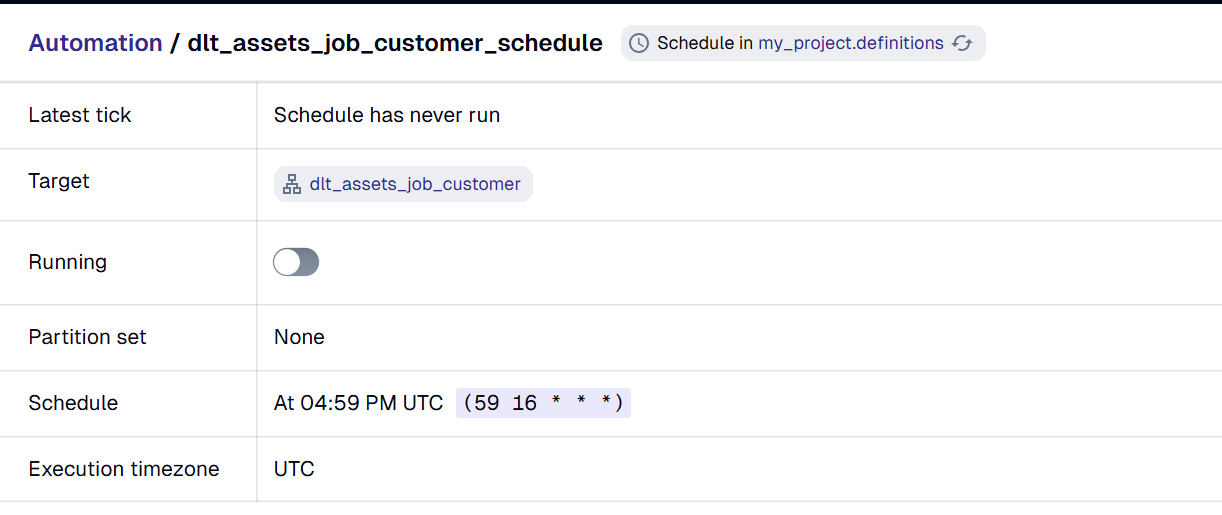 Automation / dlt_assets_job_customer_schedule Schedule in my_project.definitions
Latest tick Schedule has never run
Target dlt_assets_job_customer
Running
Partition set None
Schedule At 04:59 PM UTC (59 16 * * *)
Execution timezone UTC